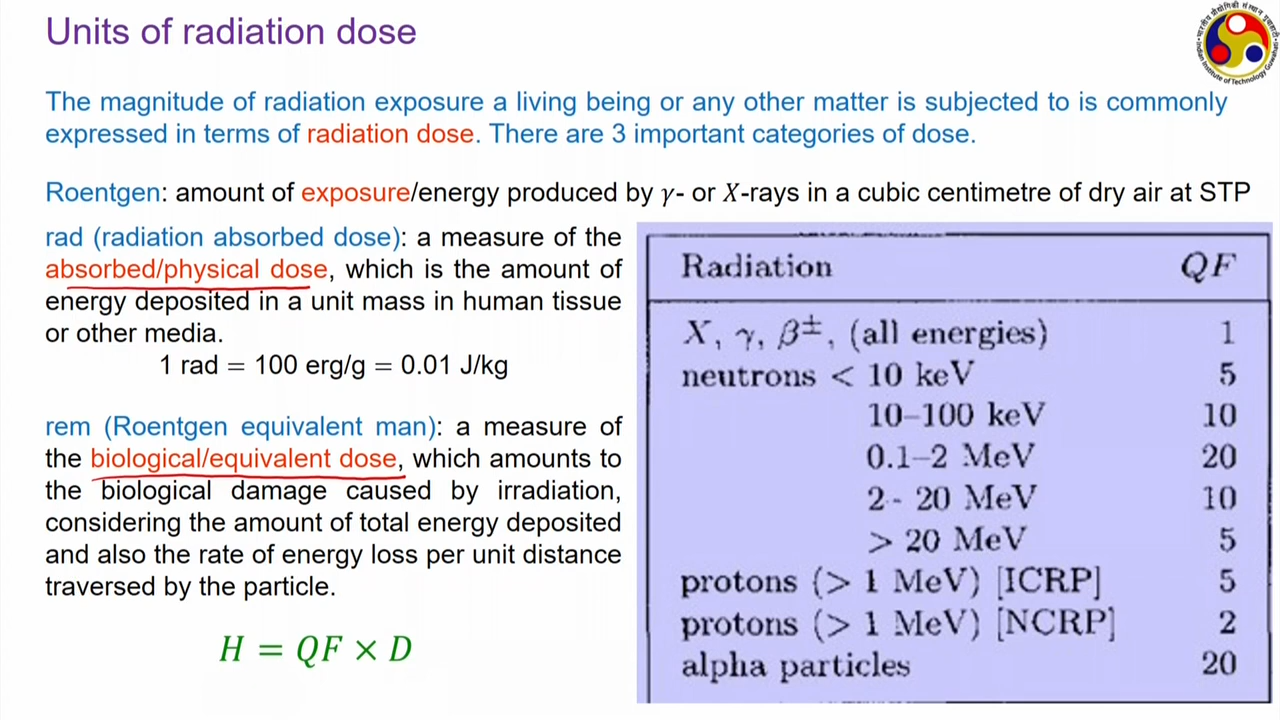 Units of radiation dose
The magnitude of radiation exposure a living being or any other matter is subjected to is commonly
expressed in terms of radiation dose. There are 3 important categories of dose.
Roentgen: amount of exposure/energy produced by γ- or X-rays in a cubic centimetre of dry air at STP
rad (radiation absorbed dose): a measure of the
absorbed/physical dose, which is the amount of
energy deposited in a unit mass in human tissue
or other media.
1 rad = 100 erg/g = 0.01 J/kg
rem (Roentgen equivalent man): a measure of
the biological/equivalent dose, which amounts to
the biological damage caused by irradiation,
considering the amount of total energy deposited
and also the rate of energy loss per unit distance
traversed by the particle.
H = QF × D
Radiation QF
X, γ, β±, (all energies) 1
neutrons < 10 keV 5
10–100 keV 10
0.1–2 MeV 20
2 - 20 MeV 10
> 20 MeV 5
protons (> 1 MeV) [ICRP] 5
protons (> 1 MeV) [NCRP] 2
alpha particles 20
Indian Institute of Technology Guwahati